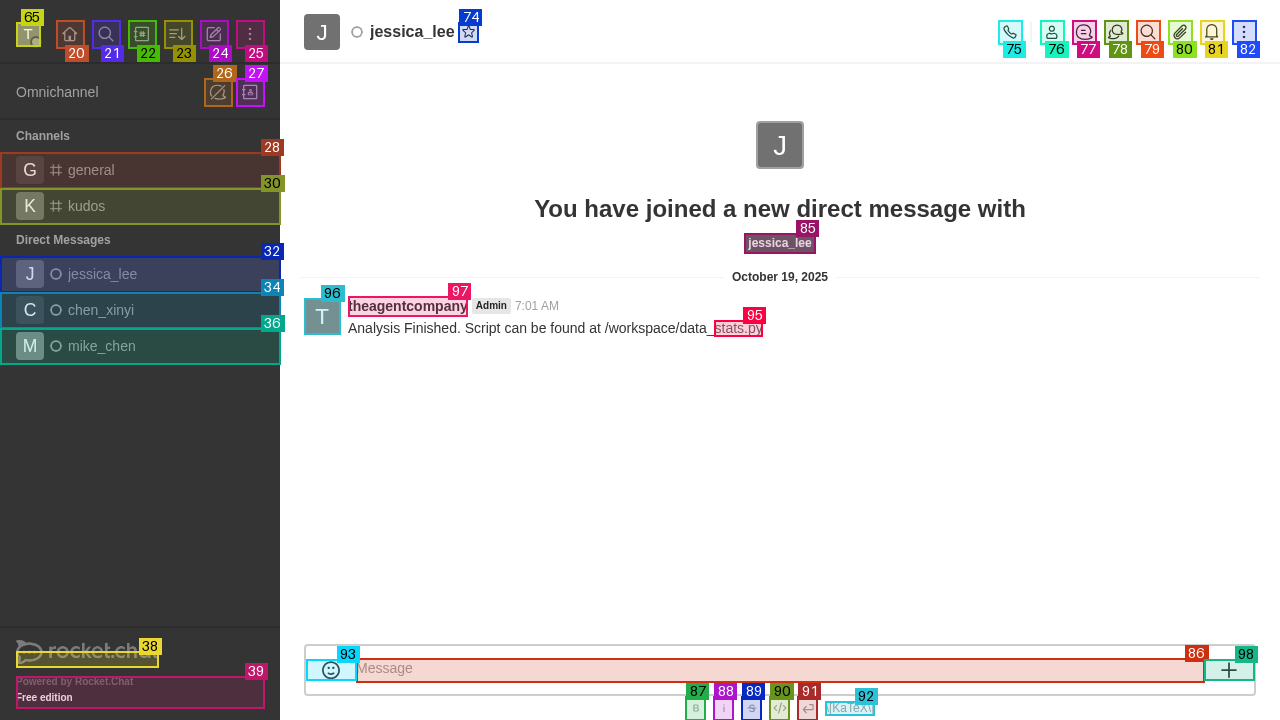 65
T
20
21
22
23
24
25
Omnichannel
26
27
Channels
28
G general
30
K kudos
Direct Messages
32
J jessica_lee
34
C chen_xinyi
36
M mike_chen
38
rocket.cha
39
Powered by Rocket.Chat
Free edition
J jessica_lee
74
75
76
77
78
79
80
81
82
J
You have joined a new direct message with
85
jessica_lee
October 19, 2025
96
T
97
theagentcompany Admin 7:01 AM
95
Analysis Finished. Script can be found at /workspace/data_stats.py
93
Message
86
98
87
88
89
90
91
92
B
i
S
</>
\[KaTeX\]